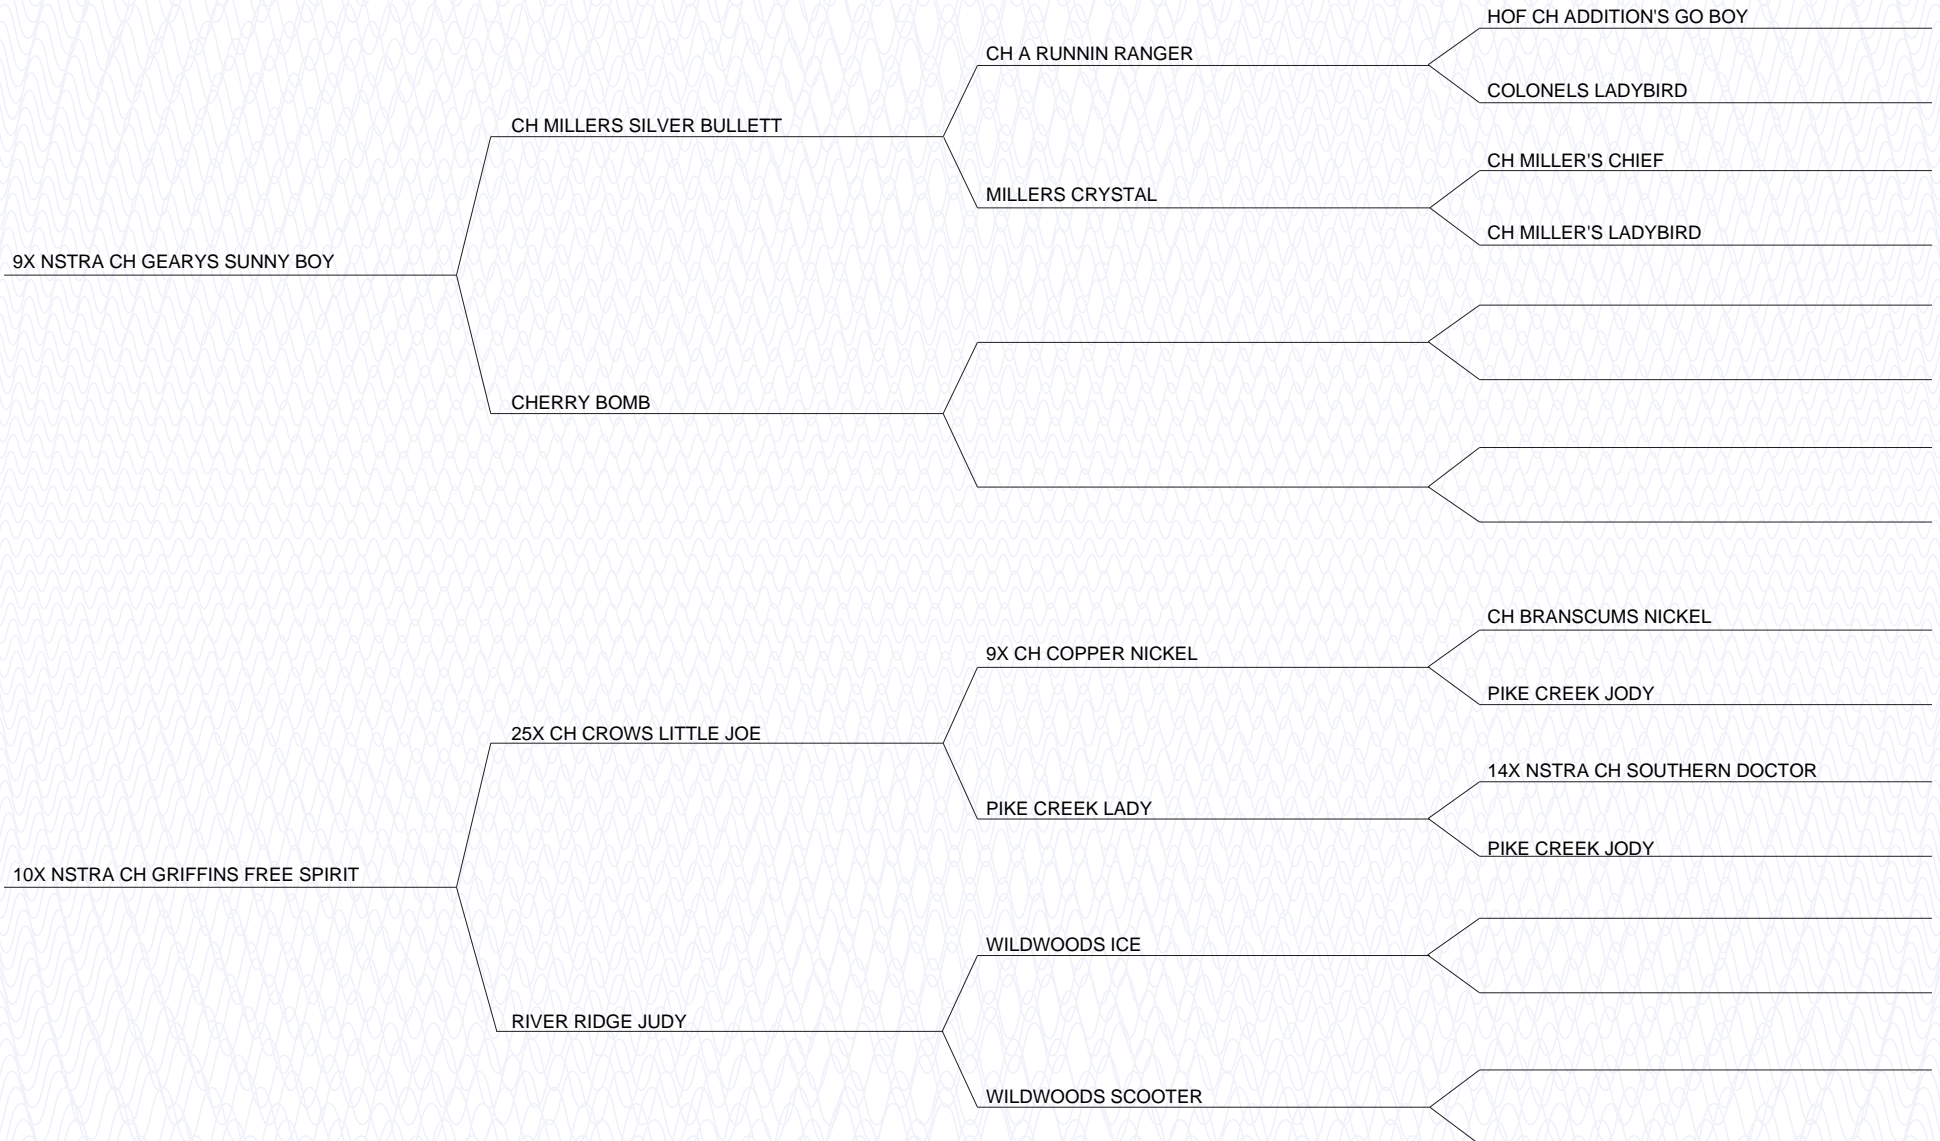 HOF CH ADDITION'S GO BOY
CH A RUNNIN RANGER
COLONELS LADYBIRD
CH MILLERS SILVER BULLETT
CH MILLER'S CHIEF
MILLERS CRYSTAL
CH MILLER'S LADYBIRD
9X NSTRA CH GEARYS SUNNY BOY
CHERRY BOMB
CH BRANSCUMS NICKEL
9X CH COPPER NICKEL
PIKE CREEK JODY
25X CH CROWS LITTLE JOE
14X NSTRA CH SOUTHERN DOCTOR
PIKE CREEK LADY
PIKE CREEK JODY
10X NSTRA CH GRIFFINS FREE SPIRIT
WILDWOODS ICE
RIVER RIDGE JUDY
WILDWOODS SCOOTER